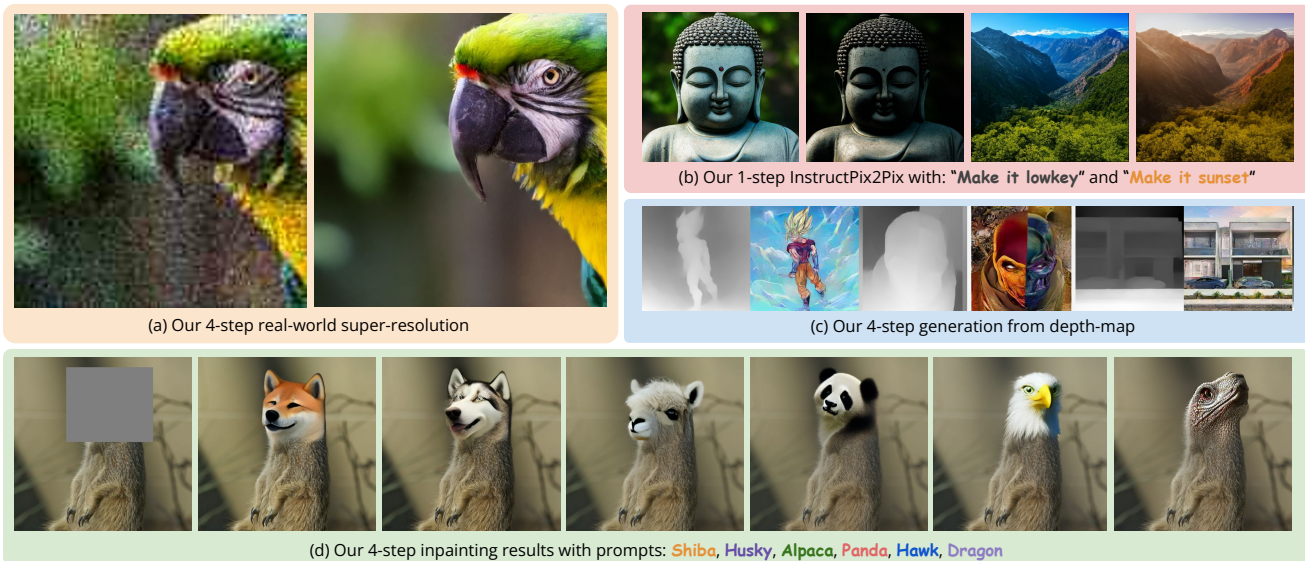 (a) Our 4-step real-world super-resolution
(b) Our 1-step InstructPix2Pix with: "Make it lowkey" and "Make it sunset"
(c) Our 4-step generation from depth-map
(d) Our 4-step inpainting results with prompts: Shiba, Husky, Alpaca, Panda, Hawk, Dragon